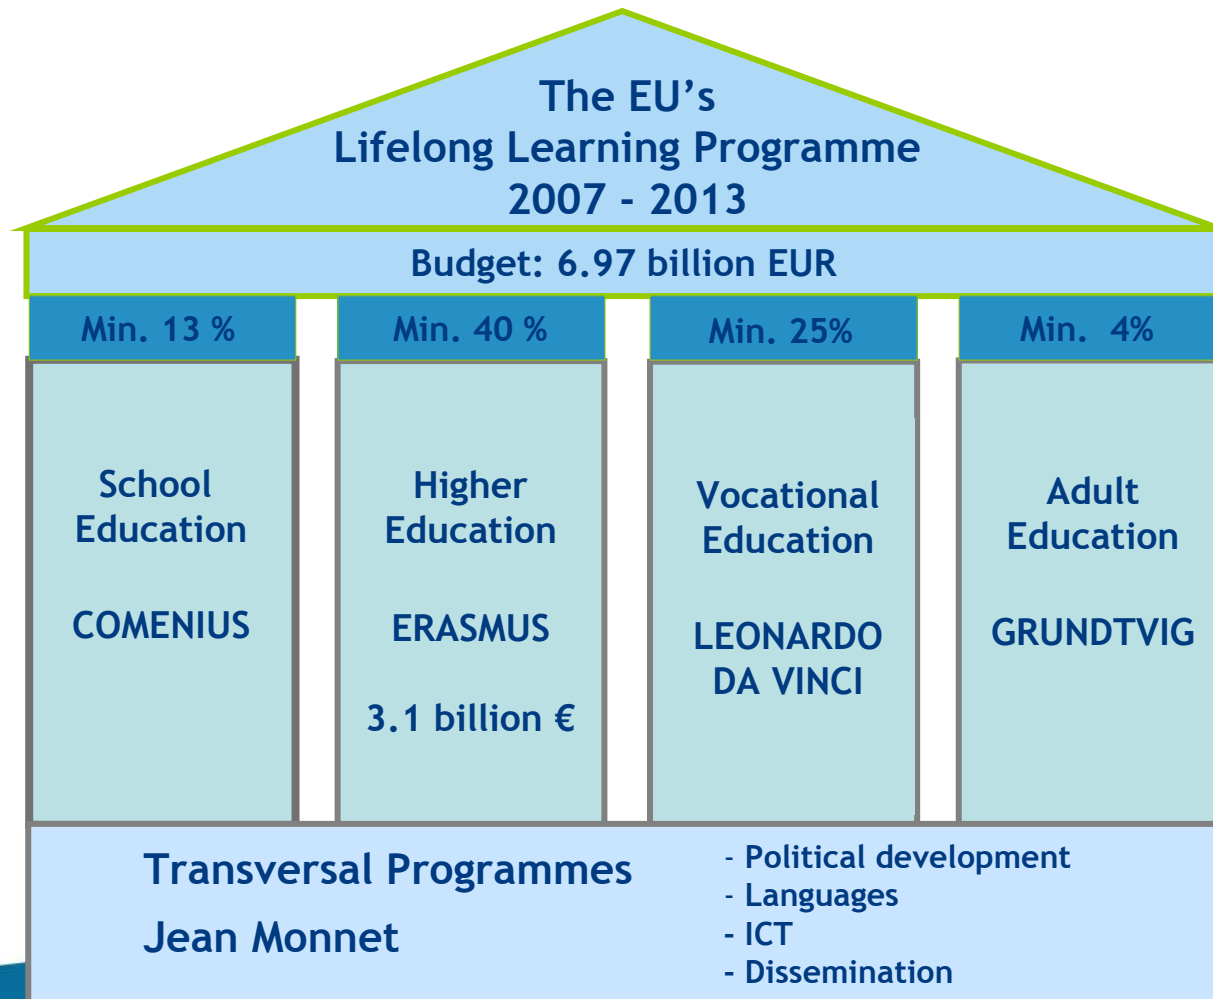 The EU’s
Lifelong Learning Programme
2007 - 2013
Budget: 6.97 billion EUR
Min. 13 %
Min. 40 %
Min. 25%
Min. 4%
School
Education
COMENIUS
Higher
Education
ERASMUS
3.1 billion €
Vocational
Education
LEONARDO
DA VINCI
Adult
Education
GRUNDTVIG
Transversal Programmes
Jean Monnet
- Political development
- Languages
- ICT
- Dissemination